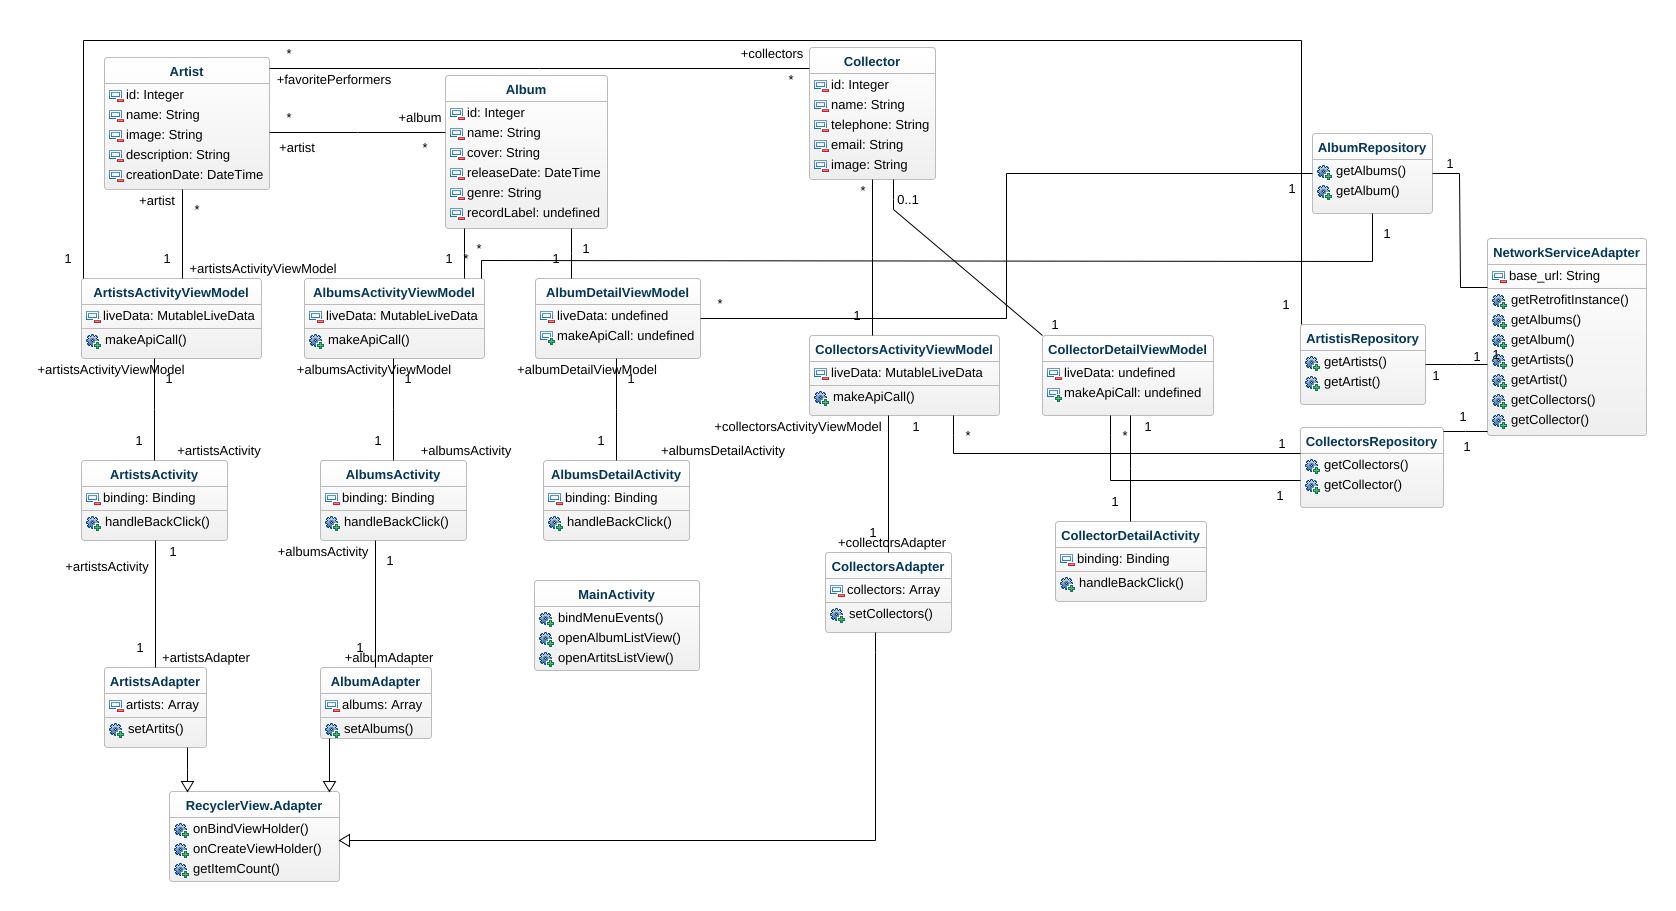 *
+collectors
+favoritePerformers
*
Artist
id: Integer
name: String
image: String
description: String
creationDate: DateTime
*
+album
+artist
*
Album
id: Integer
name: String
cover: String
releaseDate: DateTime
genre: String
recordLabel: undefined
Collector
id: Integer
name: String
telephone: String
email: String
image: String
AlbumRepository
getAlbums()
getAlbum()
1
1
1
*
0..1
+artist
*
1
1
+artistsActivityViewModel
1
*
*
1
1
NetworkServiceAdapter
base_url: String
getRetrofitInstance()
getAlbums()
getAlbum()
getArtists()
getArtist()
getCollectors()
getCollector()
ArtistsActivityViewModel
liveData: MutableLiveData
makeApiCall()
AlbumsActivityViewModel
liveData: MutableLiveData
makeApiCall()
AlbumDetailViewModel
liveData: undefined
makeApiCall: undefined
*
1
1
1
CollectorsActivityViewModel
liveData: MutableLiveData
makeApiCall()
CollectorDetailViewModel
liveData: undefined
makeApiCall: undefined
ArtistisRepository
getArtists()
getArtist()
1
1
1
+artistsActivityViewModel
1
+albumsActivityViewModel
1
+albumDetailViewModel
1
+collectorsActivityViewModel
1
*
*
1
1
1
1
1
CollectorsRepository
getCollectors()
getCollector()
1
+artistsActivity
1
+albumsActivity
1
+albumsDetailActivity
ArtistsActivity
binding: Binding
handleBackClick()
AlbumsActivity
binding: Binding
handleBackClick()
AlbumsDetailActivity
binding: Binding
handleBackClick()
1
CollectorDetailActivity
binding: Binding
handleBackClick()
1
+collectorsAdapter
CollectorsAdapter
collectors: Array
setCollectors()
1
+artistsActivity
+albumsActivity
1
MainActivity
bindMenuEvents()
openAlbumListView()
openArtitsListView()
1
+artistsAdapter
1
+albumAdapter
ArtistsAdapter
artists: Array
setArtits()
AlbumAdapter
albums: Array
setAlbums()
RecyclerView.Adapter
onBindViewHolder()
onCreateViewHolder()
getItemCount()